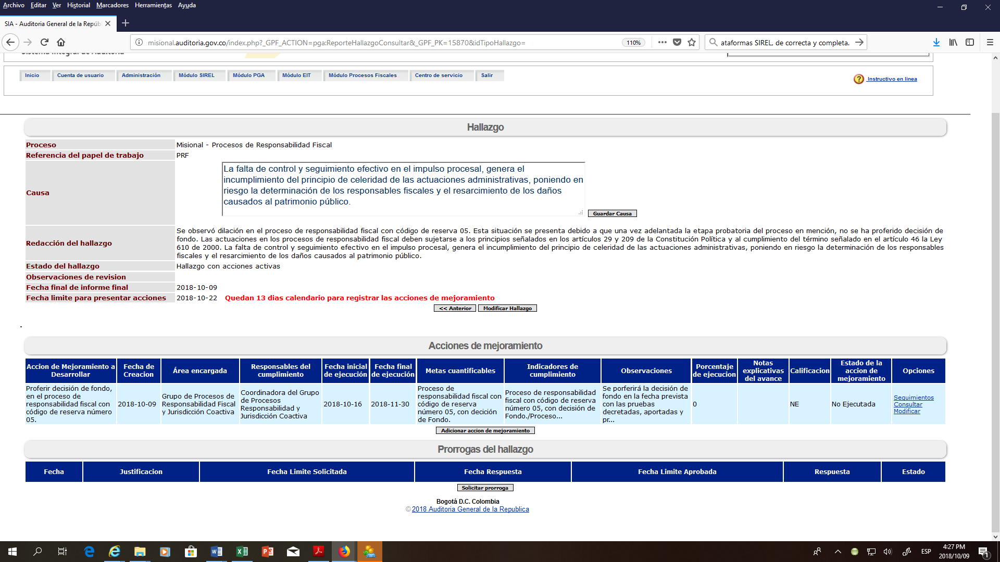 Archivo Editar Ver Historial Marcadores Herramientas Ayuda
SIA - Auditoria General de la Repúb
misional.auditoria.gov.co/index.php?_GPF_ACTION=pga:ReporteHallazgoConsultar&_GPF_PK=15870&idTipoHallazgo=
110%
ataformas SIREL, de correcta y completa.
Inicio
Cuenta de usuario
Administración
Módulo SIREL
Módulo PGA
Módulo EIT
Módulo Procesos Fiscales
Centro de servicio
Salir
? Instructivo en linea
Hallazgo
Proceso Misional - Procesos de Responsabilidad Fiscal
Referencia del papel de trabajo PRF
Causa
La falta de control y seguimiento efectivo en el impulso procesal, genera el
incumplimiento del principio de celeridad de las actuaciones administrativas, poniendo en
riesgo la determinación de los responsables fiscales y el resarcimiento de los daños
causados al patrimonio público.
Guardar Causa
Redacción del hallazgo
Se observó dilación en el proceso de responsabilidad fiscal con código de reserva 05. Esta situación se presenta debido a que una vez adelantada la etapa probatoria del proceso en mención, no se ha proferido decisión de
fondo. Las actuaciones en los procesos de responsabilidad fiscal deben sujetarse a los principios señalados en los artículos 29 y 209 de la Constitución Política y al cumplimiento del término señalado en el artículo 46 la Ley
610 de 2000. La falta de control y seguimiento efectivo en el impulso procesal, genera el incumplimiento del principio de celeridad de las actuaciones administrativas, poniendo en riesgo la determinación de los responsables
fiscales y el resarcimiento de los daños causados al patrimonio público.
Estado del hallazgo Hallazgo con acciones activas
Observaciones de revision
Fecha final de informe final 2018-10-09
Fecha limite para presentar acciones 2018-10-22 Quedan 13 dias calendario para registrar las acciones de mejoramiento
<< Anterior Modificar Hallazgo
.
Acciones de mejoramiento
Accion de Mejoramiento a
Desarrollar
Fecha de
Creacion
Área encargada
Responsables del
cumplimiento
Fecha inicial
de ejecución
Fecha final
de ejecución
Metas cuantificables
Indicadores de
cumplimiento
Observaciones
Porcentaje
de ejecucion
Notas
explicativas
del avance
Calificacion
Estado de la
accion de
mejoramiento
Opciones
Proferir decisión de fondo,
en el proceso de
responsabilidad fiscal con
código de reserva número
05.
2018-10-09
Grupo de Procesos de
Responsabilidad Fiscal
y Jurisdicción Coactiva
Coordinadora del Grupo
de Procesos
Responsabilidad y
Jurisdicción Coactiva
2018-10-16
2018-11-30
Proceso de
responsabilidad fiscal con
código de reserva
número 05, con decición
de Fondo.
Proceso de responsabilidad
fiscal con código de reserva
número 05, con decisión de
Fondo./Proceso...
Se porferirá la decisión de
fondo en la fecha prevista
con las pruebas
decretadas, aportadas y
pr...
0
NE
No Ejecutada
Seguimientos
Consultar
Modificar
Adicionar accion de mejoramiento
Prorrogas del hallazgo
Fecha
Justificacion
Fecha Limite Solicitada
Fecha Respuesta
Fecha Limite Aprobada
Respuesta
Estado
Solicitar prorroga
Bogotá D.C. Colombia
© 2018 Auditoria General de la Republica
ESP
4:27 PM
2018/10/09
1